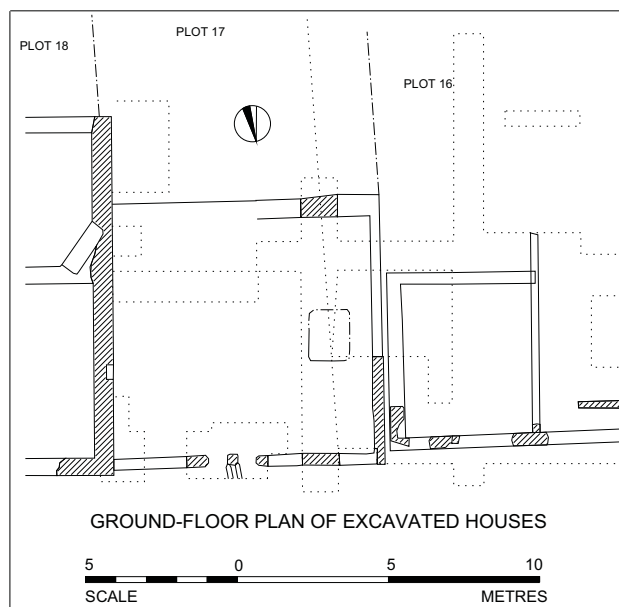 PLOT 18
PLOT 17
PLOT 16
GROUND-FLOOR PLAN OF EXCAVATED HOUSES
5 0 5 10
SCALE METRES